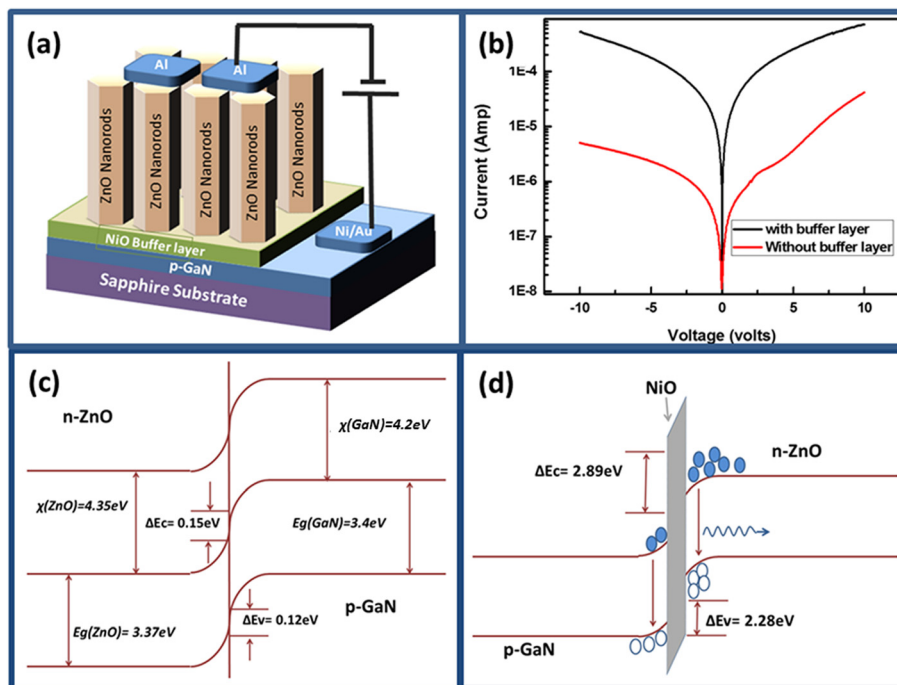 (a)
Al
Al
ZnO Nanorods
ZnO Nanorods
ZnO Nanorods
ZnO Nanorods
ZnO Nanorods
NiO Buffer layer
p-GaN
Sapphire Substrate
Ni/Au
(b)
Current (Amp)
1E-4
1E-5
1E-6
1E-7
1E-8
with buffer layer
Without buffer layer
-10
-5
0
5
10
Voltage (volts)
(c)
n-ZnO
χ(GaN)=4.2eV
χ(ZnO)=4.35eV
ΔEc= 0.15eV
Eg(GaN)=3.4eV
Eg(ZnO)= 3.37eV
ΔEv= 0.12eV
p-GaN
(d)
NiO
n-ZnO
ΔEc= 2.89eV
ΔEv= 2.28eV
p-GaN